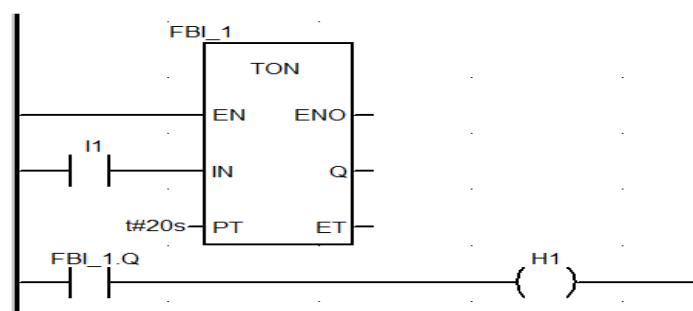 FBI_1
TON
EN ENO
I1
IN Q
t#20s PT ET
FBI_1.Q H1